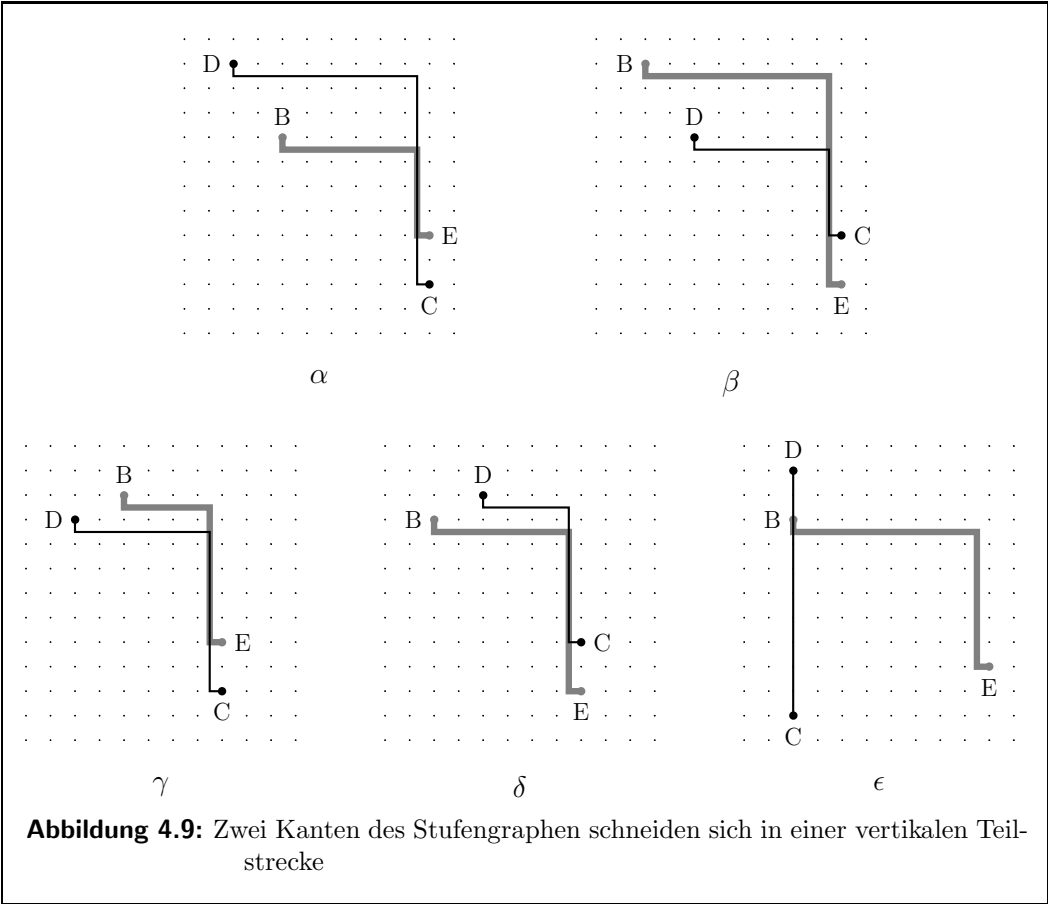 D
B
E
C
α
B
D
C
E
β
B
D
E
C
γ
D
B
C
E
δ
D
B
E
C
ϵ
Abbildung 4.9: Zwei Kanten des Stufengraphen schneiden sich in einer vertikalen Teil-
strecke